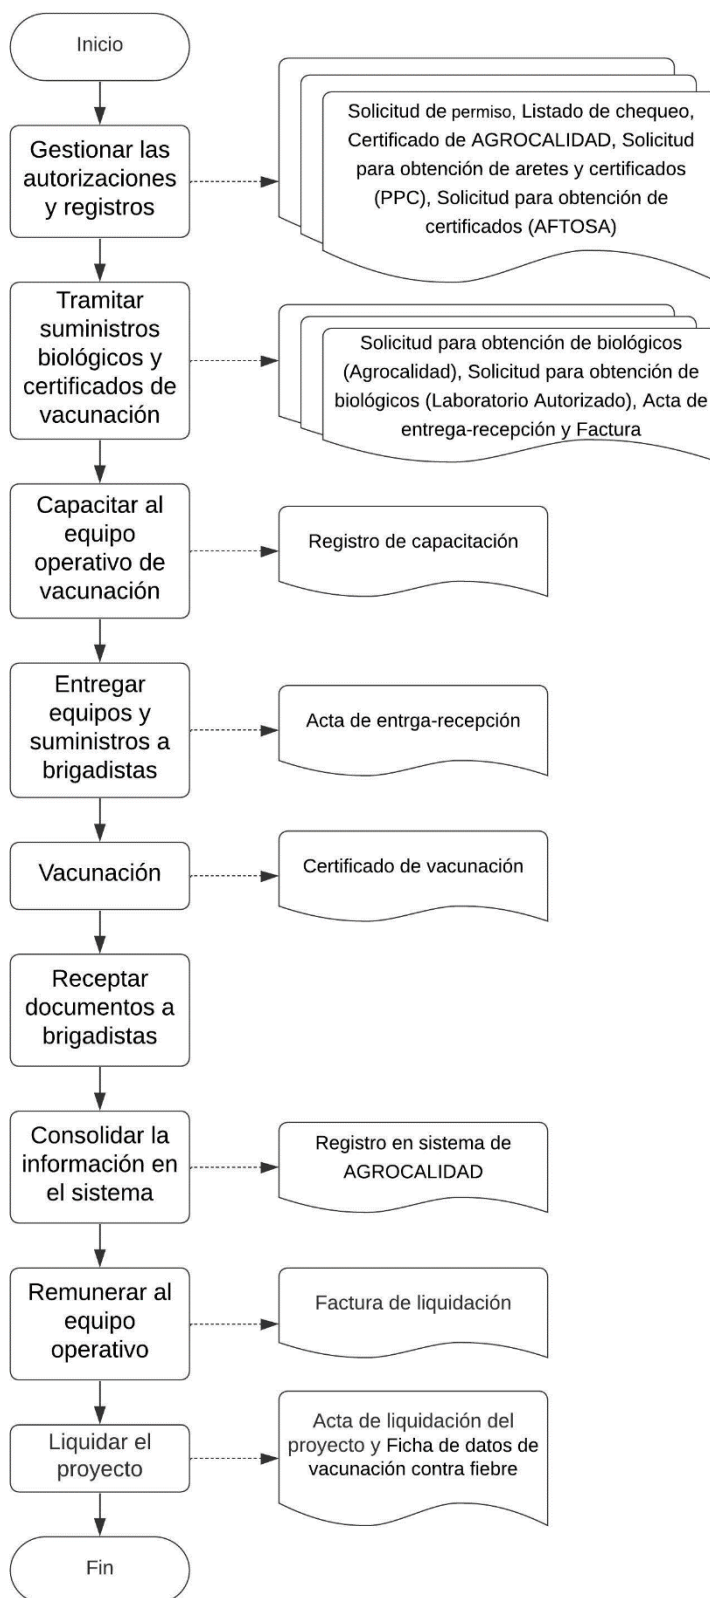 Inicio
Gestionar las
autorizaciones
y registros
Solicitud de permiso, Listado de chequeo,
Certificado de AGROCALIDAD, Solicitud
para obtención de aretes y certificados
(PPC), Solicitud para obtención de
certificados (AFTOSA)
Tramitar
suministros
biológicos y
certificados de
vacunación
Solicitud para obtención de biológicos
(Agrocalidad), Solicitud para obtención de
biológicos (Laboratorio Autorizado), Acta de
entrega-recepción y Factura
Capacitar al
equipo
operativo de
vacunación
Registro de capacitación
Entregar
equipos y
suministros a
brigadistas
Acta de entrga-recepción
Vacunación
Certificado de vacunación
Receptar
documentos a
brigadistas
Consolidar la
información en
el sistema
Registro en sistema de
AGROCALIDAD
Remunerar al
equipo
operativo
Factura de liquidación
Liquidar el
proyecto
Acta de liquidación del
proyecto y Ficha de datos de
vacunación contra fiebre
Fin